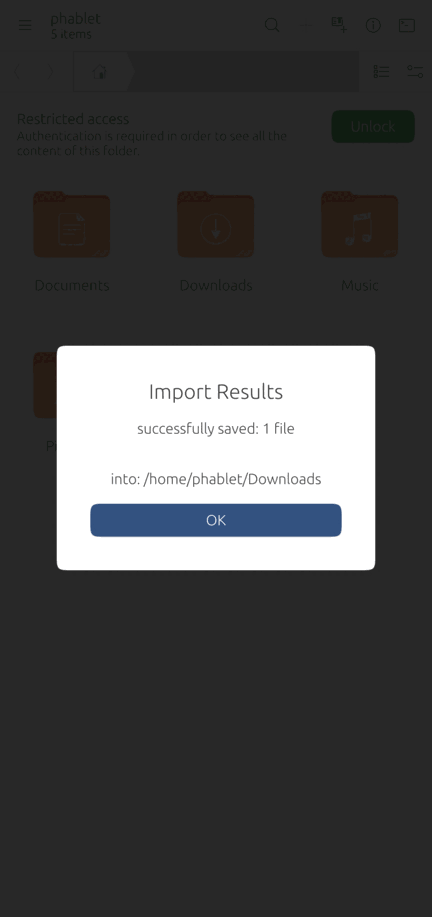 phablet
5 items
Restricted access
Authentication is required in order to see all the
content of this folder
Unlock
Documents
Downloads
Music
Import Results
successfully saved: 1 file
into: /home/phablet/Downloads
OK